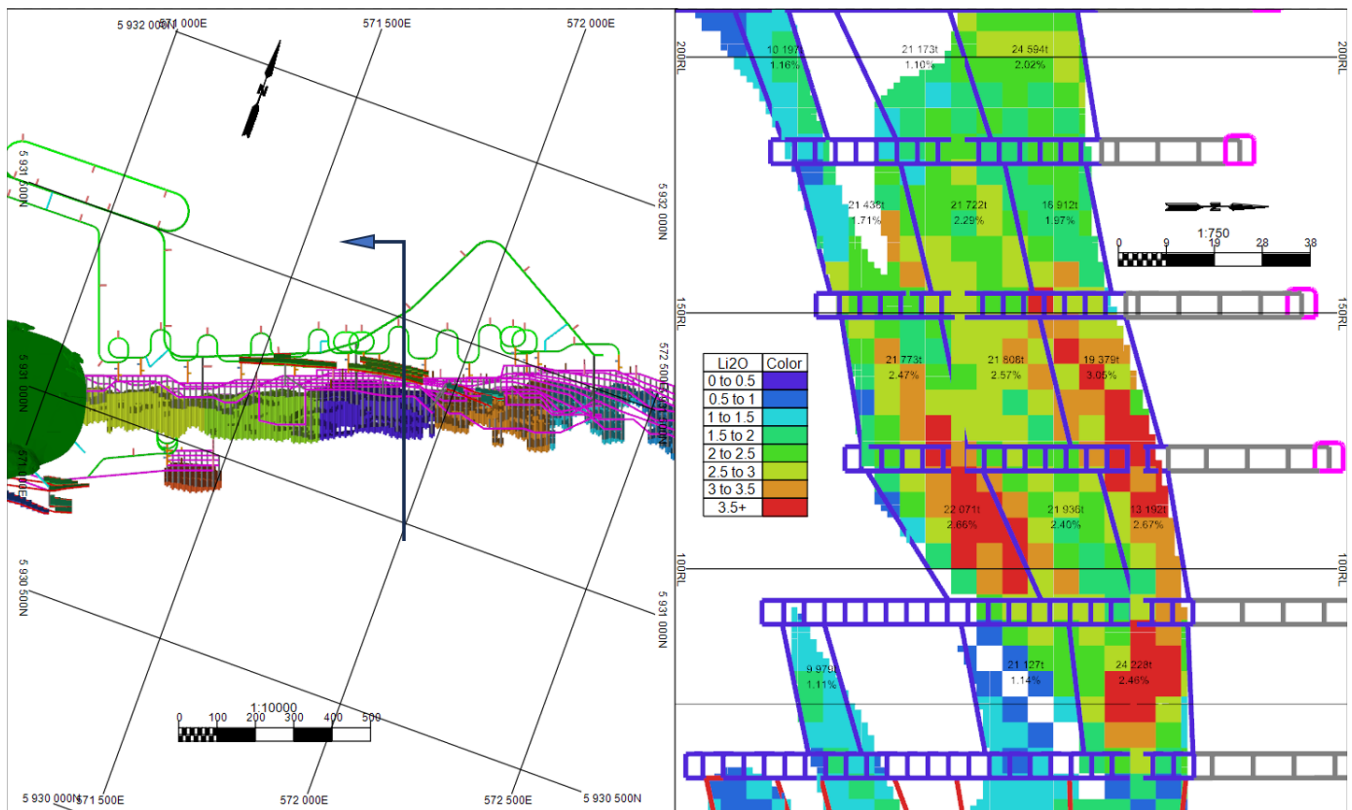 5 932 000N
571 000E
571 500E
572 000E
N
5 931 500N
5 932 000N
5 931 000N
572 500E
571 000E
5 931 500N
5 930 500N
5 931 000N
1:10000
0 100 200 300 400 500
5 930 000N
571 500E
572 000E
572 500E
5 930 500N
200RL
200RL
10 197t
1.16%
21 173t
1.10%
24 594t
2.02%
21 436t
1.71%
21 722t
2.29%
16 912t
1.97%
N
1:750
0 9 19 28 38
150RL
150RL
Li2O Color
0 to 0.5
0.5 to 1
1 to 1.5
1.5 to 2
2 to 2.5
2.5 to 3
3 to 3.5
3.5+
21 773t
2.47%
21 806t
2.57%
19 379t
3.05%
22 071t
2.66%
21 936t
2.40%
13 192t
2.67%
100RL
100RL
9 979t
1.11%
21 127t
1.14%
24 228t
2.46%